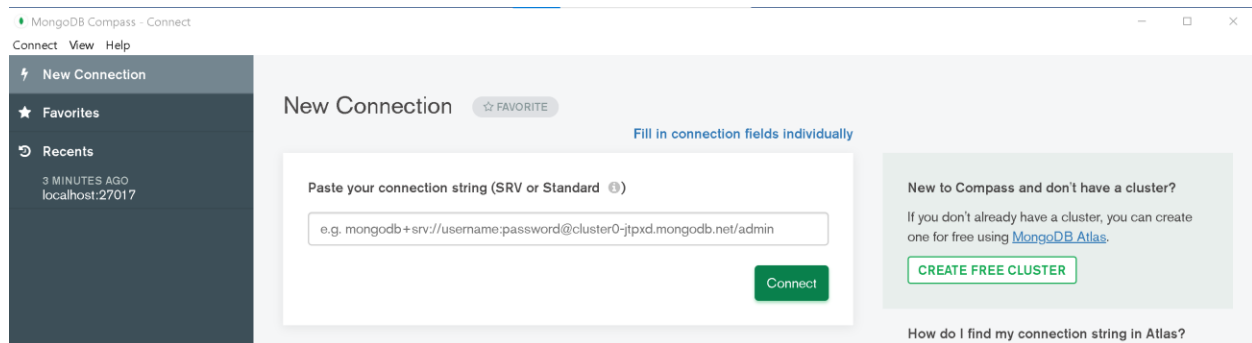 MongoDB Compass - Connect
Connect View Help
New Connection
Favorites
Recents
3 MINUTES AGO
localhost:27017
New Connection
FAVORITE
Fill in connection fields individually
Paste your connection string (SRV or Standard )
e.g. mongodb+srv://username:password@cluster0-jtpxd.mongodb.net/admin
Connect
New to Compass and don't have a cluster?
If you don't already have a cluster, you can create
one for free using MongoDB Atlas.
CREATE FREE CLUSTER
How do I find my connection string in Atlas?